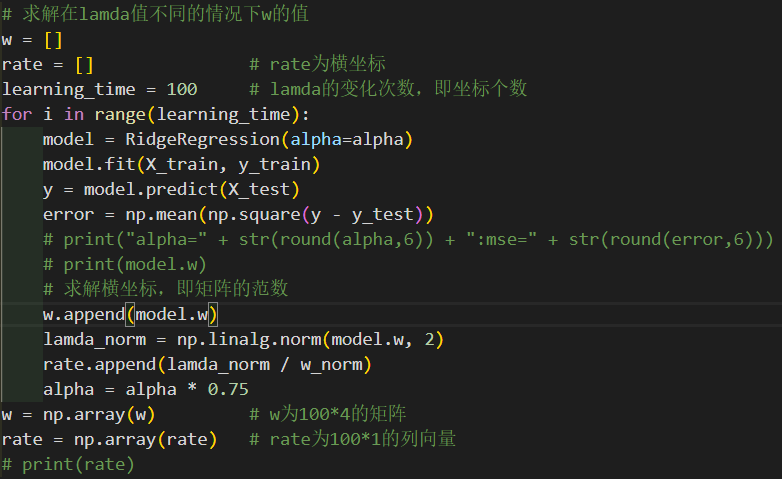 # 求解在lamda值不同的情况下w的值
w = []
rate = []               # rate为横坐标
learning_time = 100     # lamda的变化次数，即坐标个数
for i in range(learning_time):
    model = RidgeRegression(alpha=alpha)
    model.fit(X_train, y_train)
    y = model.predict(X_test)
    error = np.mean(np.square(y - y_test))
    # print("alpha=" + str(round(alpha,6)) + ":mse=" + str(round(error,6)))
    # print(model.w)
    # 求解横坐标，即矩阵的范数
    w.append(model.w)
    lamda_norm = np.linalg.norm(model.w, 2)
    rate.append(lamda_norm / w_norm)
    alpha = alpha * 0.75
w = np.array(w)         # w为100*4的矩阵
rate = np.array(rate)   # rate为100*1的列向量
# print(rate)